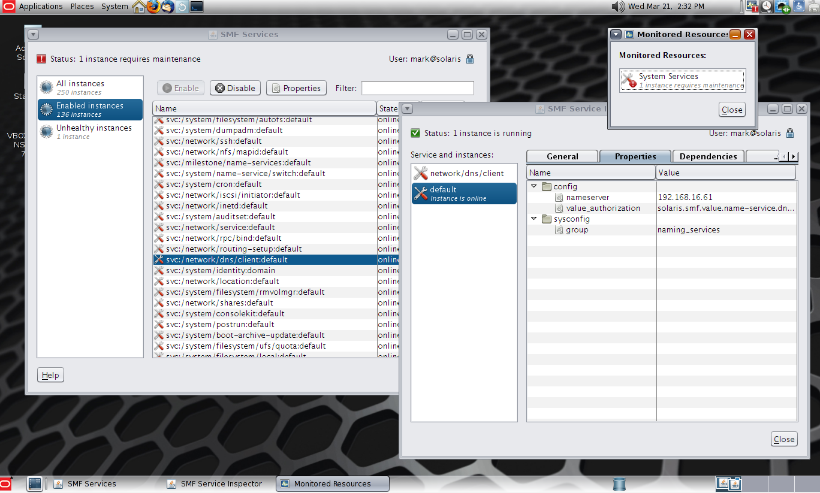 Applications Places System
Wed Mar 21, 2:32 PM
SMF Services
Status: 1 instance requires maintenance
User: mark@solaris
All instances
250 instances
Enabled instances
136 instances
Unhealthy instances
1 instance
Enable
Disable
Properties
Filter:
Name
State
svc:/system/filesystem/autofs:default
online
svc:/system/dumpadm:default
online
svc:/network/ssh:default
online
svc:/network/nfs/mapid:default
online
svc:/milestone/name-services:default
online
svc:/system/name-service/switch:default
online
svc:/system/cron:default
online
svc:/network/iscsi/initiator:default
online
svc:/network/inetd:default
online
svc:/system/auditset:default
online
svc:/network/service:default
online
svc:/network/rpc/bind:default
online
svc:/network/routing-setup:default
online
svc:/network/dns/client:default
online
svc:/system/identity:domain
online
svc:/network/location:default
online
svc:/system/filesystem/rmvolmgr:default
online
svc:/network/shares:default
online
svc:/system/consolekit:default
online
svc:/system/postrun:default
online
svc:/system/boot-archive-update:default
online
svc:/system/filesystem/ufs/quota:default
online
svc:/system/filesystem/local:default
online
Help
Monitored Resources
Monitored Resources:
System Services
1 instance requires maintenance
Close
SMF Service In
Status: 1 instance is running
User: mark@solaris
Service and instances:
network/dns/client
default
Instance is online
General
Properties
Dependencies
Name
Value
config
nameserver
192.168.16.61
value_authorization
solaris.smf.value.name-service.dn...
sysconfig
group
naming_services
Close
SMF Services
SMF Service Inspector
Monitored Resources